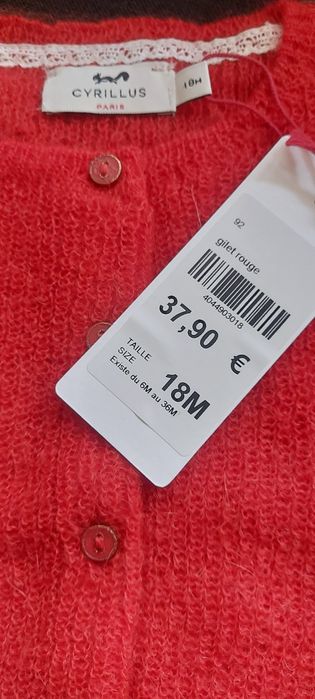 CYRILLUS
PARIS
18M
92
gilet rouge
4044903018
37,90 €
TAILLE
SIZE
18M
Existe du 6M au 36M